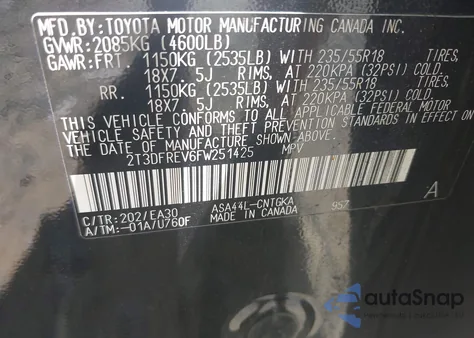 MFD.BY: TOYOTA MOTOR MANUFACTURING CANADA INC.
GVWR: 2085KG (4600LB)
GAWR: FRT. 1150KG (2535LB) WITH 235/55R18 TIRES,
18X7.5J RIMS, AT 220KPA (32PSI) COLD.
RR. 1150KG (2535LB) WITH 235/55R18 TIRES,
18X7.5J RIMS, AT 220KPA (32PSI) COLD.
THIS VEHICLE CONFORMS TO ALL APPLICABLE FEDERAL MOTOR
VEHICLE SAFETY STANDARDS IN EFFECT ON THE DATE
OF MANUFACTURE SHOWN ABOVE.
2T3DFREV6FW251425 MPV
C/TR: 202/EA30 ASA44L-CNTGKA 957 A
A/TM: -01A/U760F MADE IN CANADA
autoSnap